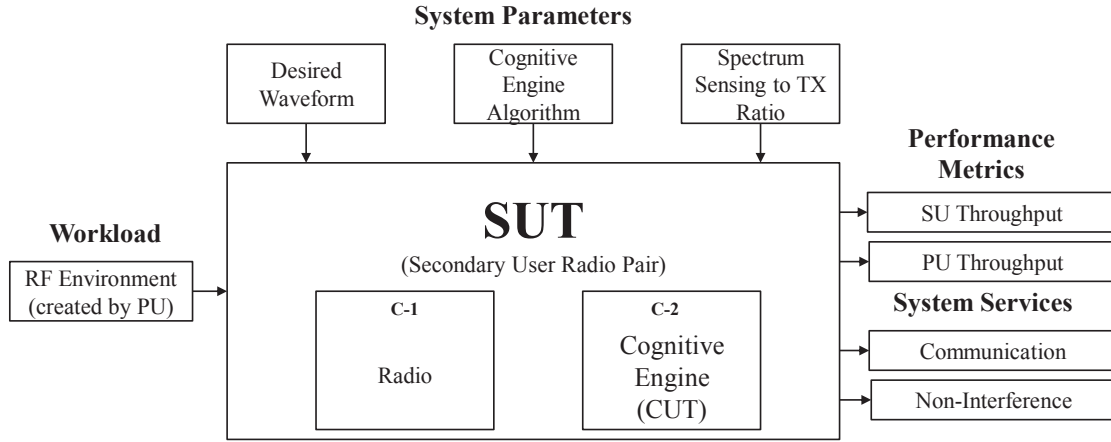 System Parameters
Desired
Waveform
Cognitive
Engine
Algorithm
Spectrum
Sensing to TX
Ratio
Workload
RF Environment
(created by PU)
SUT
(Secondary User Radio Pair)
C-1
Radio
C-2
Cognitive
Engine
(CUT)
Performance
Metrics
SU Throughput
PU Throughput
System Services
Communication
Non-Interference